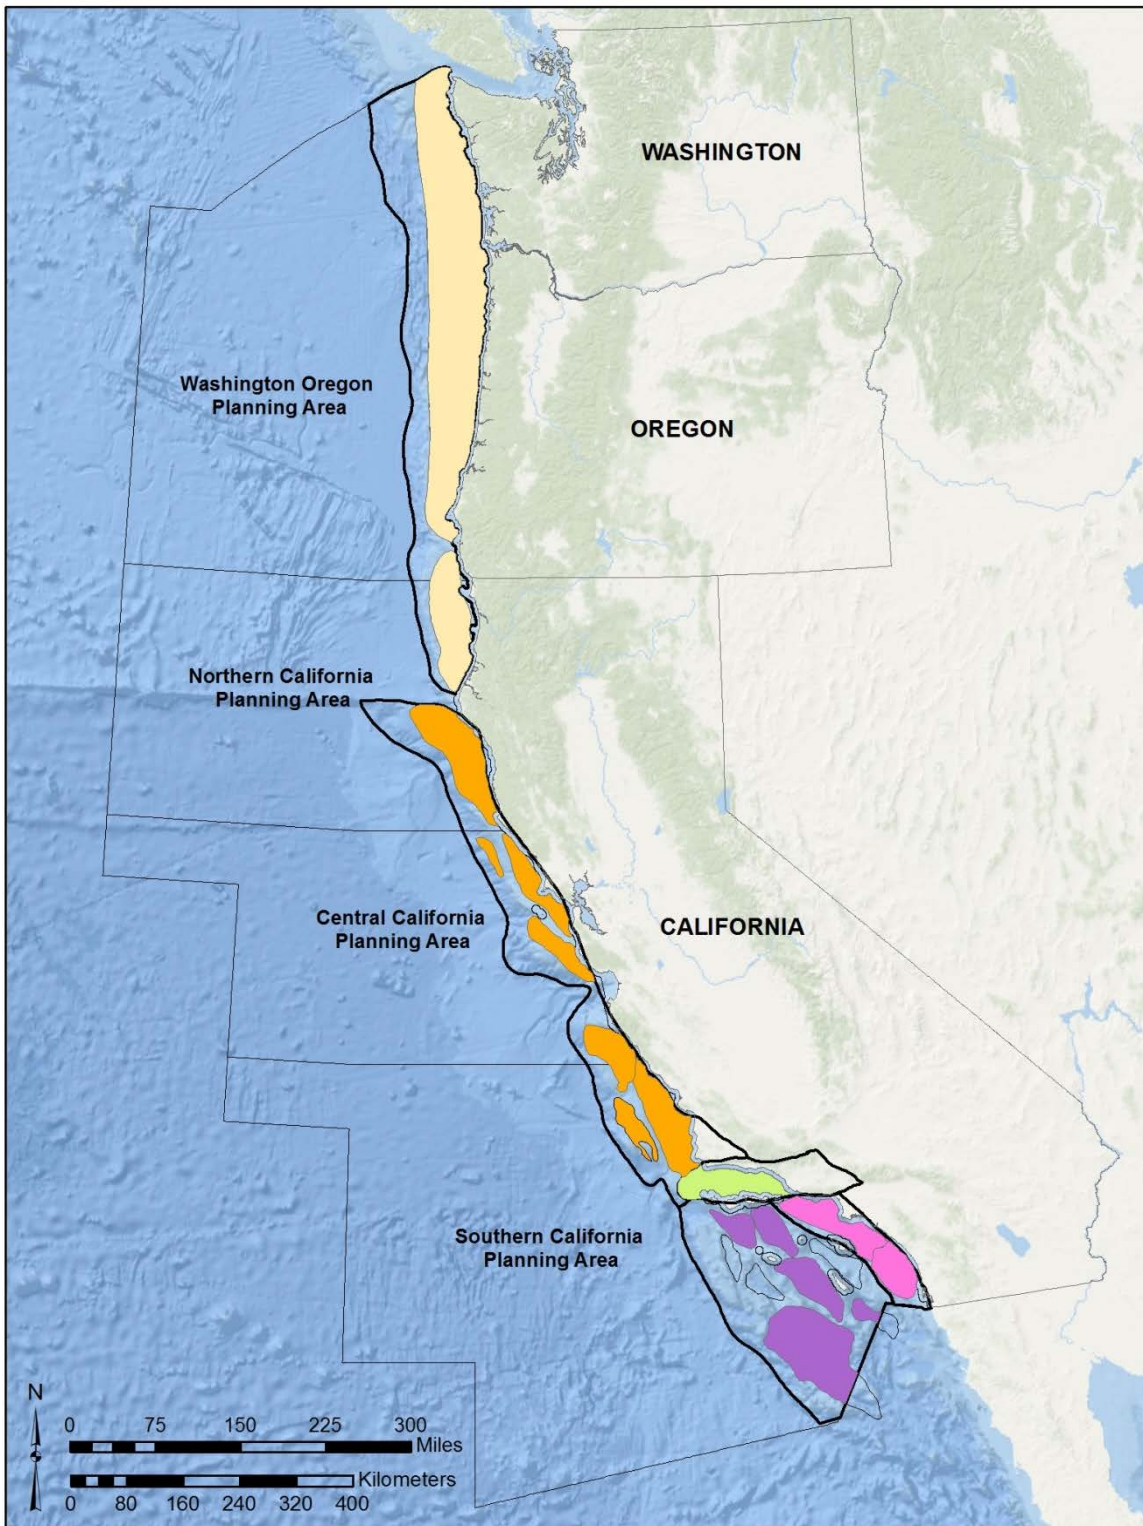 WASHINGTON
Washington Oregon
Planning Area
OREGON
Northern California
Planning Area
Central California
Planning Area
CALIFORNIA
Southern California
Planning Area
N
0 75 150 225 300
Miles
Kilometers
0 80 160 240 320 400